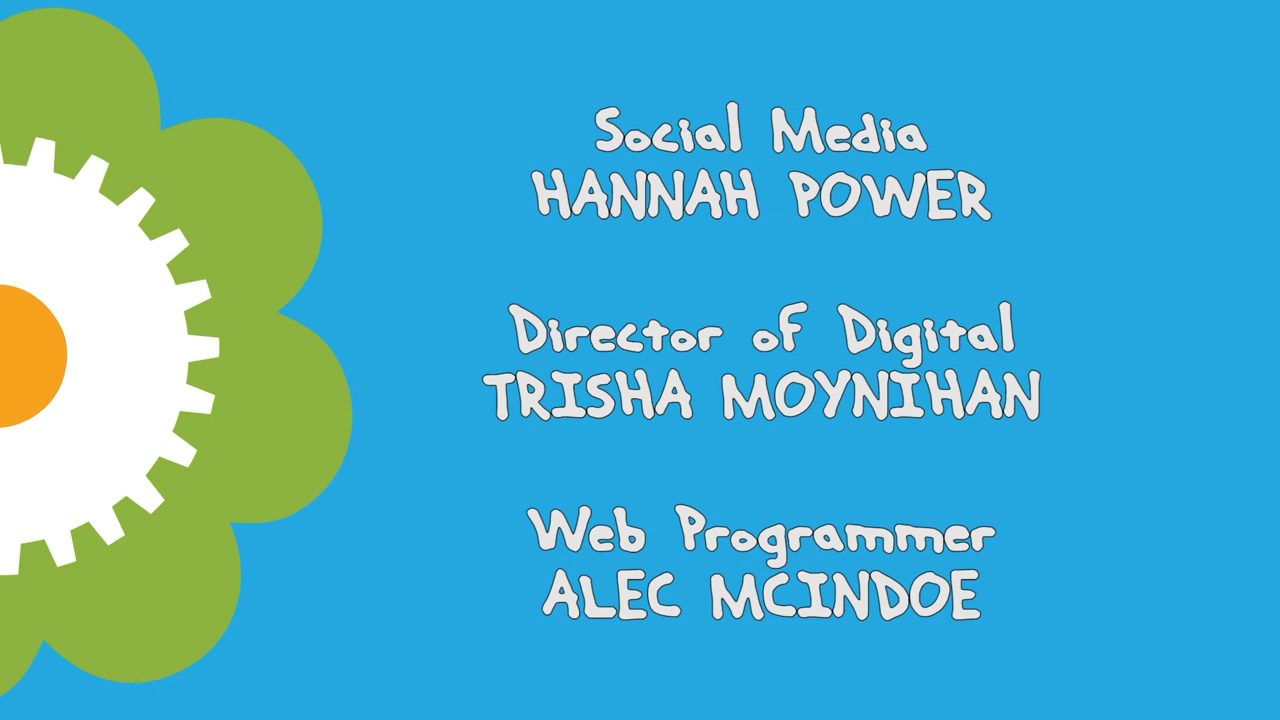 Social Media
HANNAH POWER
Director of Digital
TRISHA MOYNIHAN
Web Programmer
ALEC MCINDOE